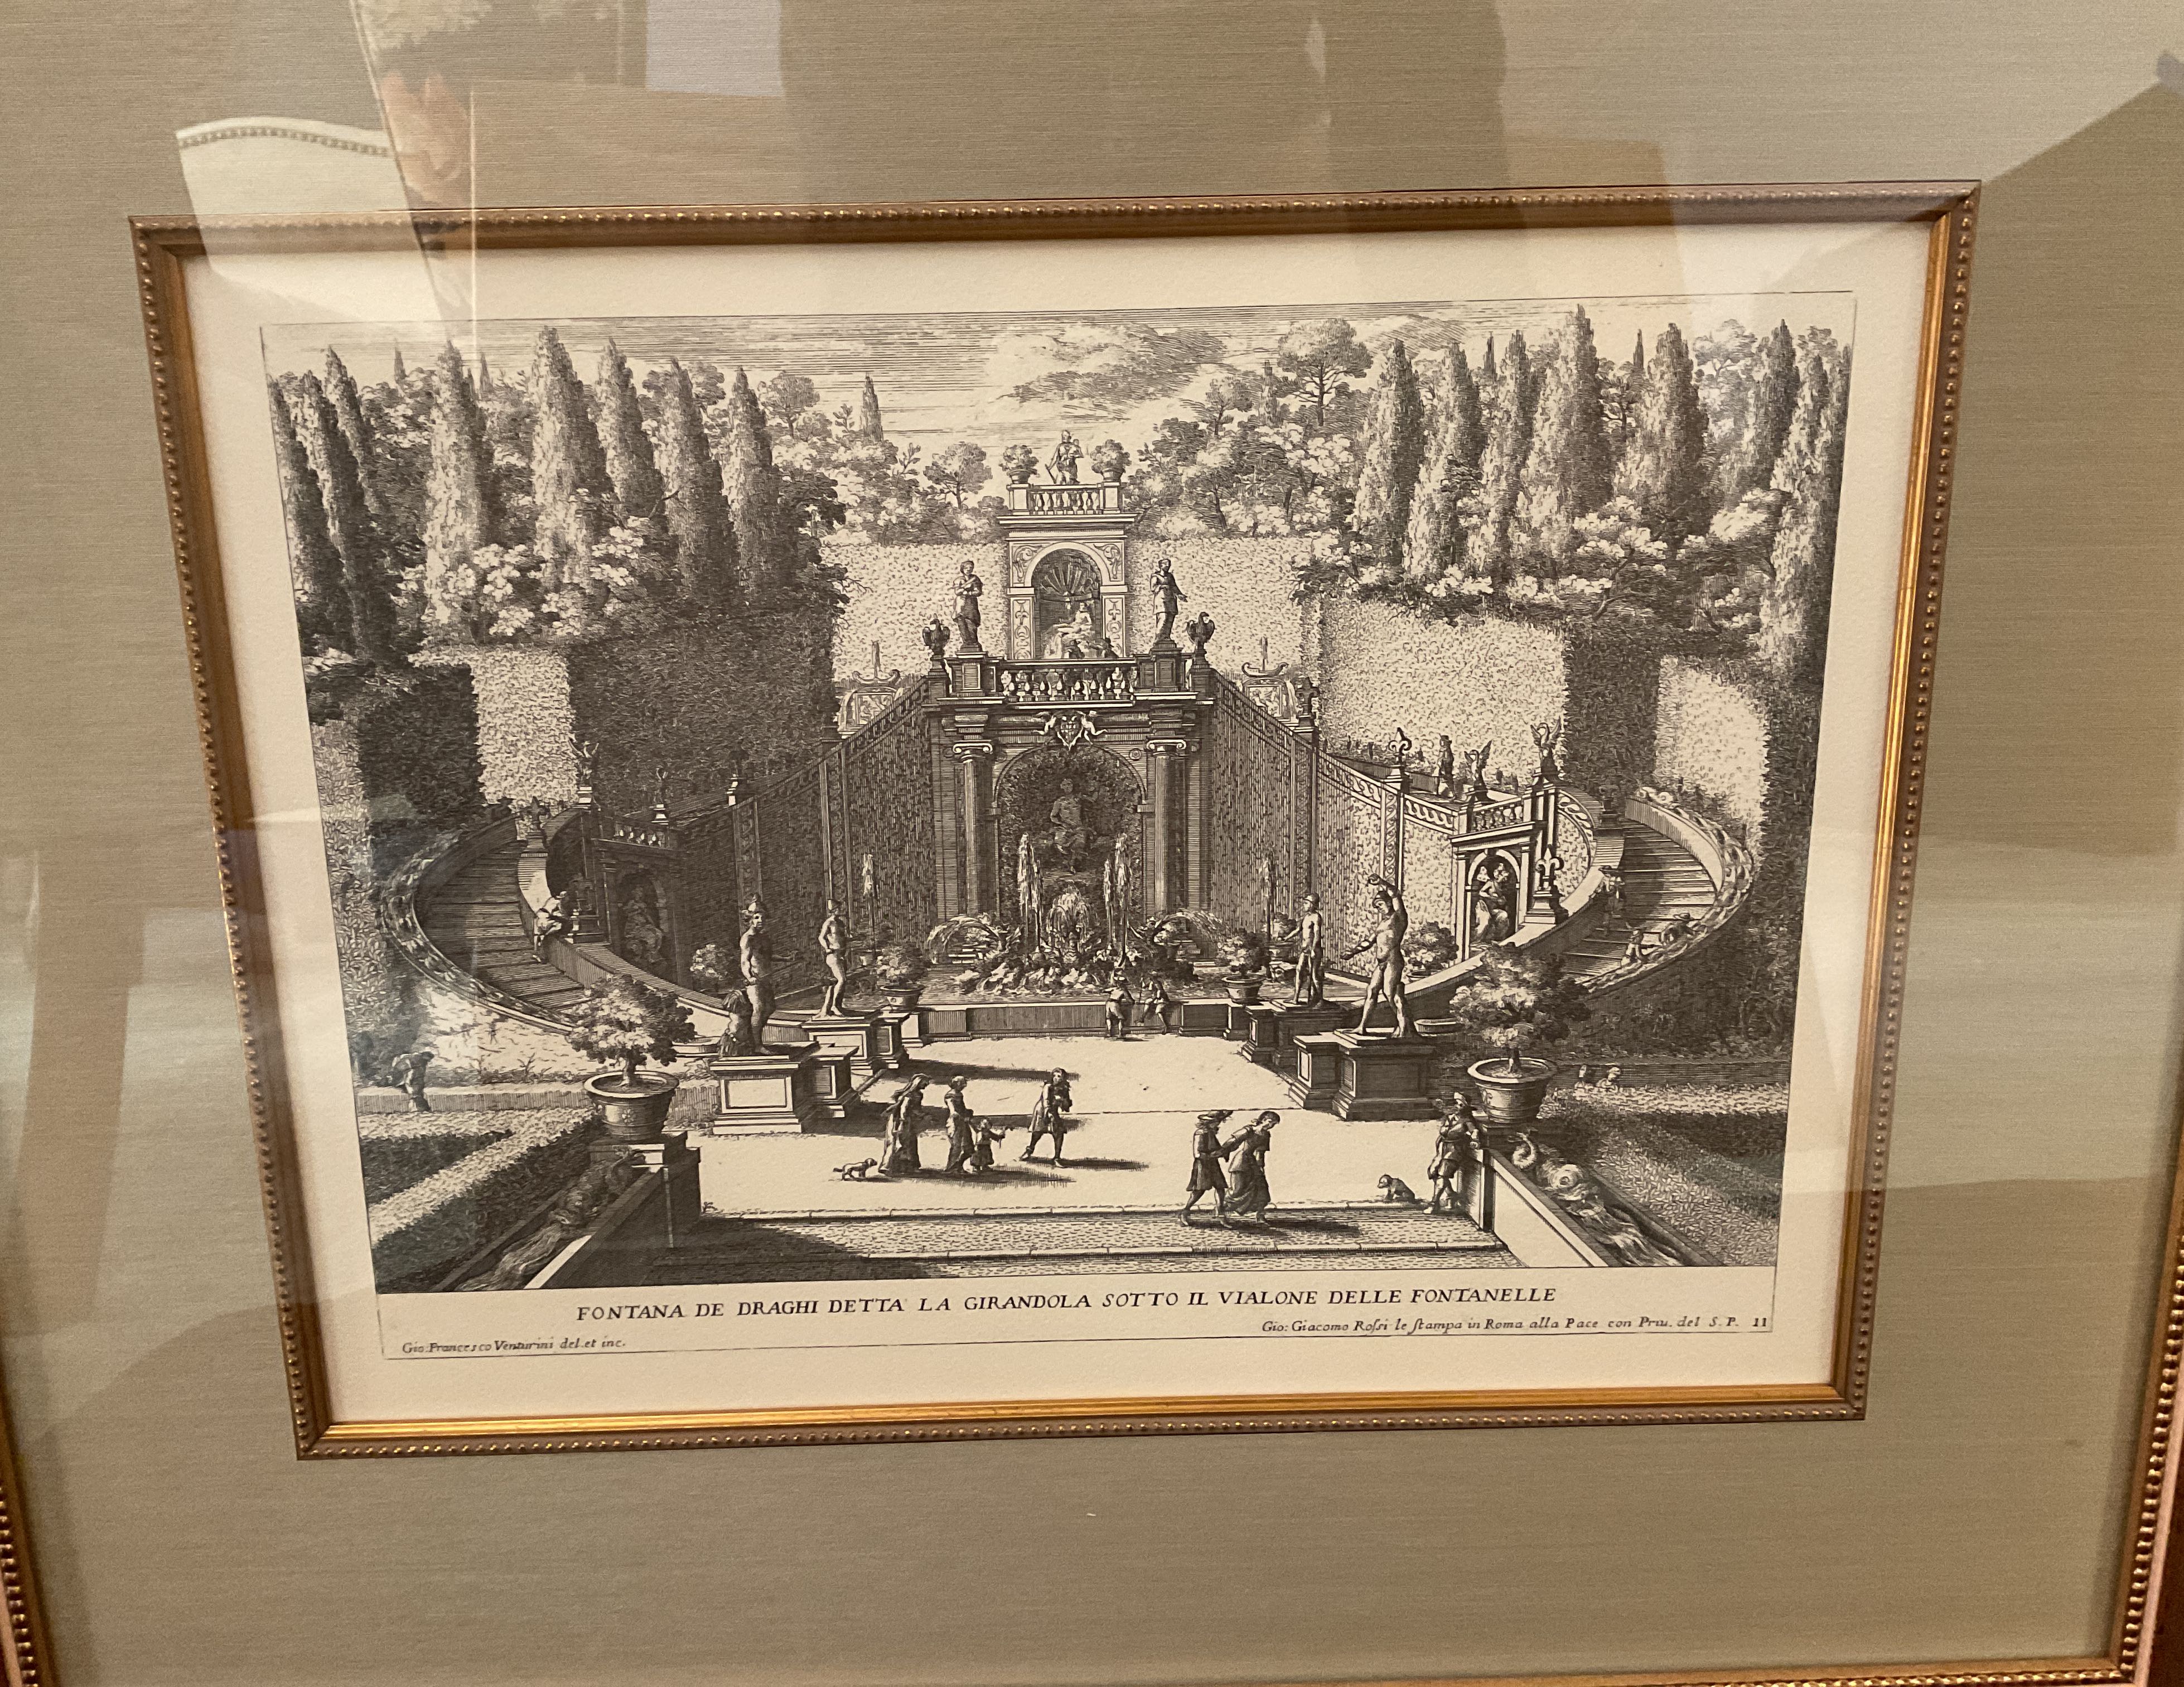 FONTANA DE DRAGHI DETTA LA GIRANDOLA SOTTO IL VIALONE DELLE FONTANELLE
Gio: Francesco Venturini del. et inc.
Gio: Giacomo Roſsi le ſtampa in Roma alla Pace con Priu. del S. P. 11